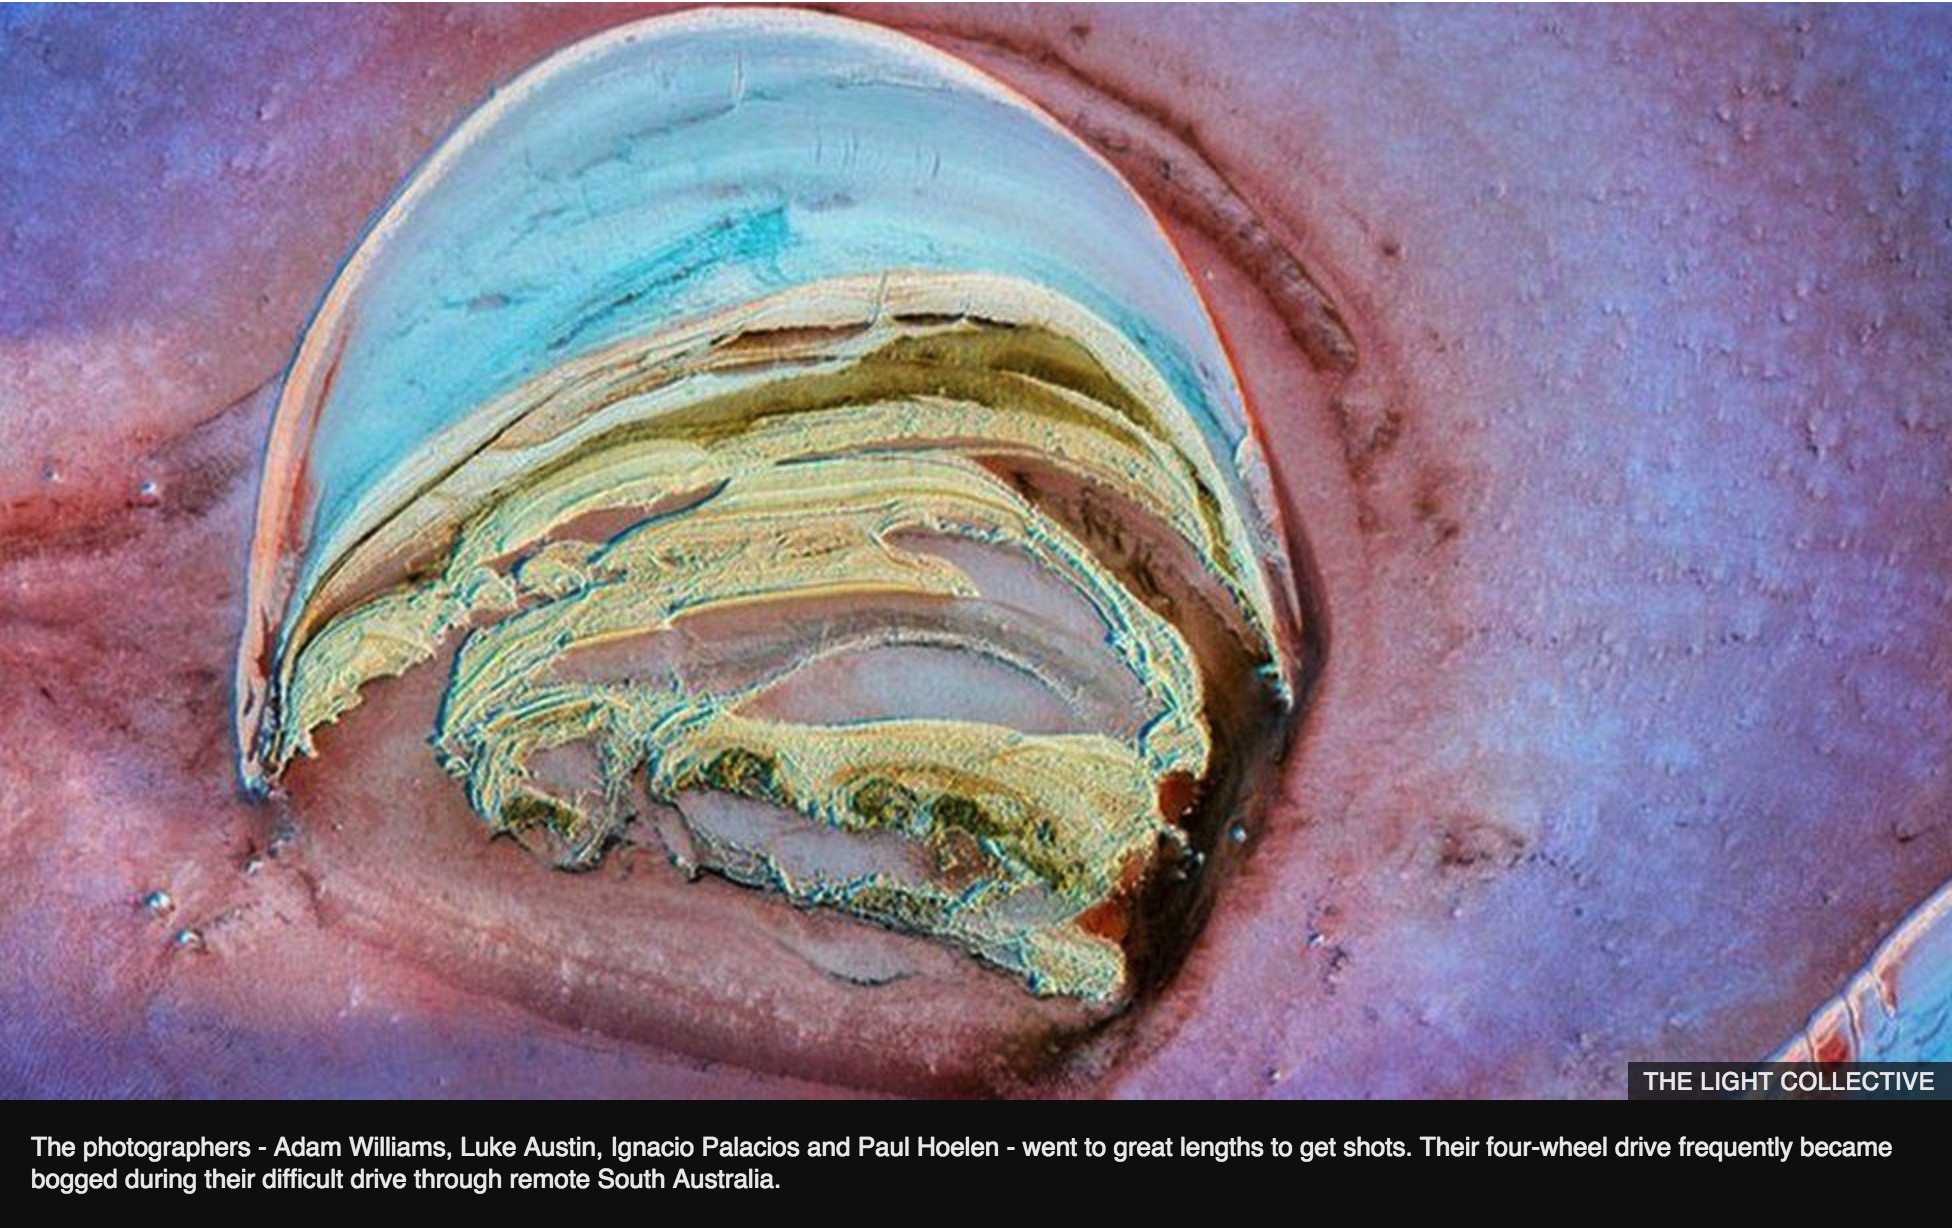 THE LIGHT COLLECTIVE
The photographers - Adam Williams, Luke Austin, Ignacio Palacios and Paul Hoelen - went to great lengths to get shots. Their four-wheel drive frequently became
bogged during their difficult drive through remote South Australia.